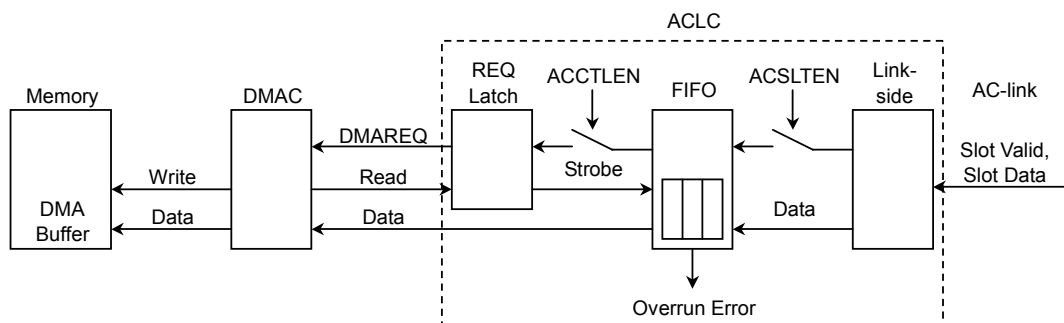 ACLC
REQ
Latch
ACCTLEN
FIFO
ACSLTEN
Link-
side
AC-link
Memory
DMAC
DMAREQ
Strobe
Slot Valid,
Slot Data
Write
Read
DMA
Buffer
Data
Data
Data
Overrun Error